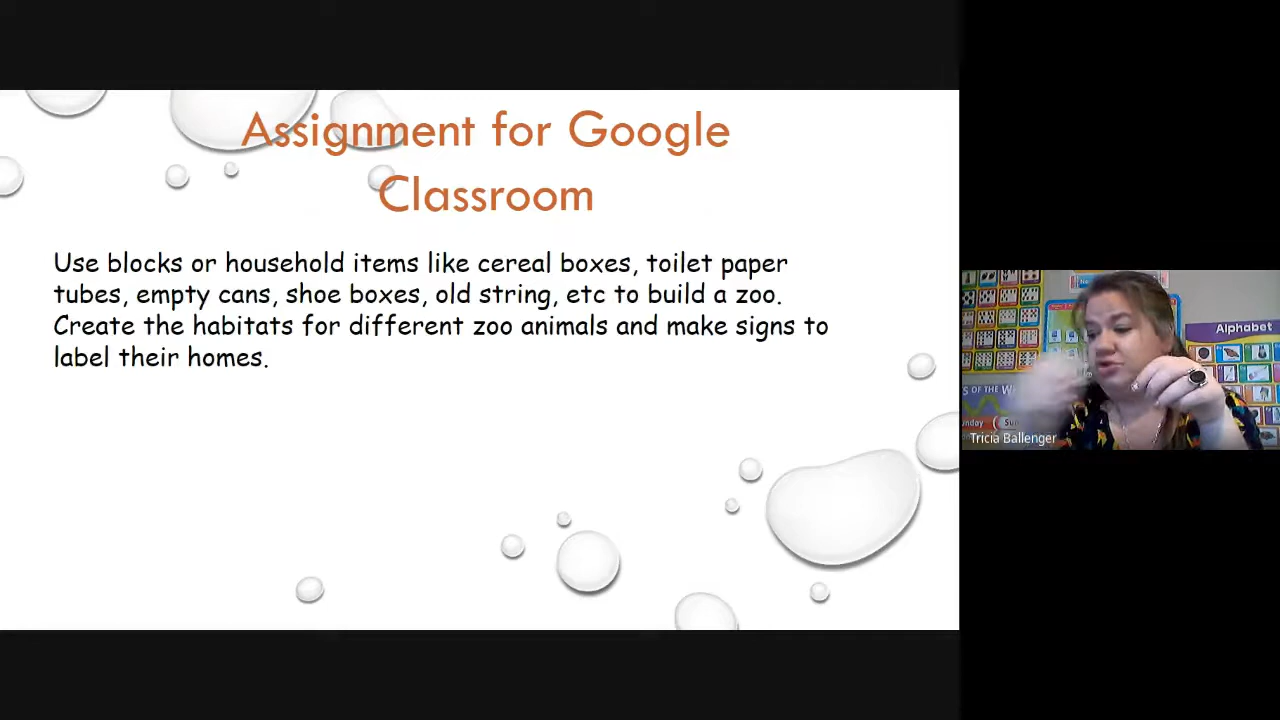 Assignment for Google
Classroom
Use blocks or household items like cereal boxes, toilet paper
tubes, empty cans, shoe boxes, old string, etc to build a zoo.
Create the habitats for different zoo animals and make signs to
label their homes.
Alphabet
Tricia Ballenger